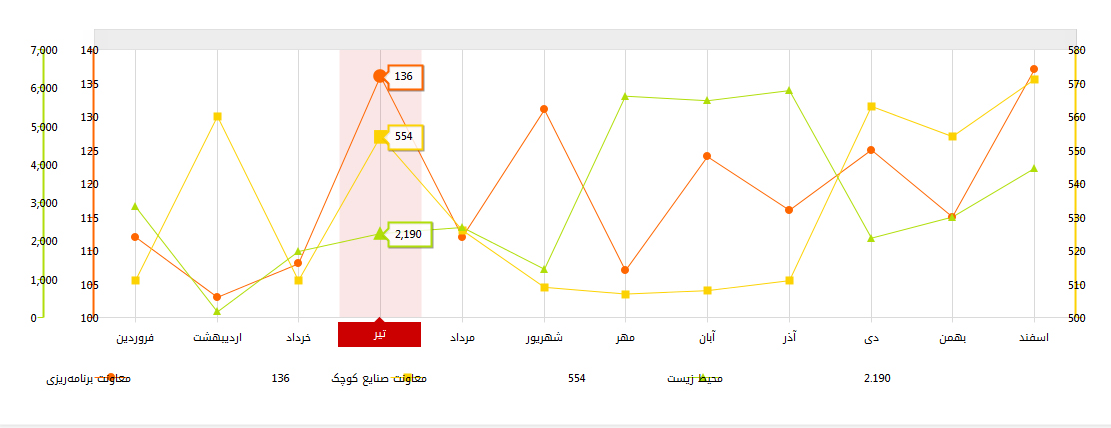 7,000 140 580
6,000 135 570
136
5,000 130 560
554
4,000 125 550
120 540
3,000 115 530
2,190
2,000 110 520
1,000 105 510
0 100 500
فروردین اردیبهشت خرداد تیر مرداد شهریور مهر آبان آذر دی بهمن اسفند
معاونت برنامه‌ریزی 136 معاونت صنایع کوچک 554 محیط زیست 2.190